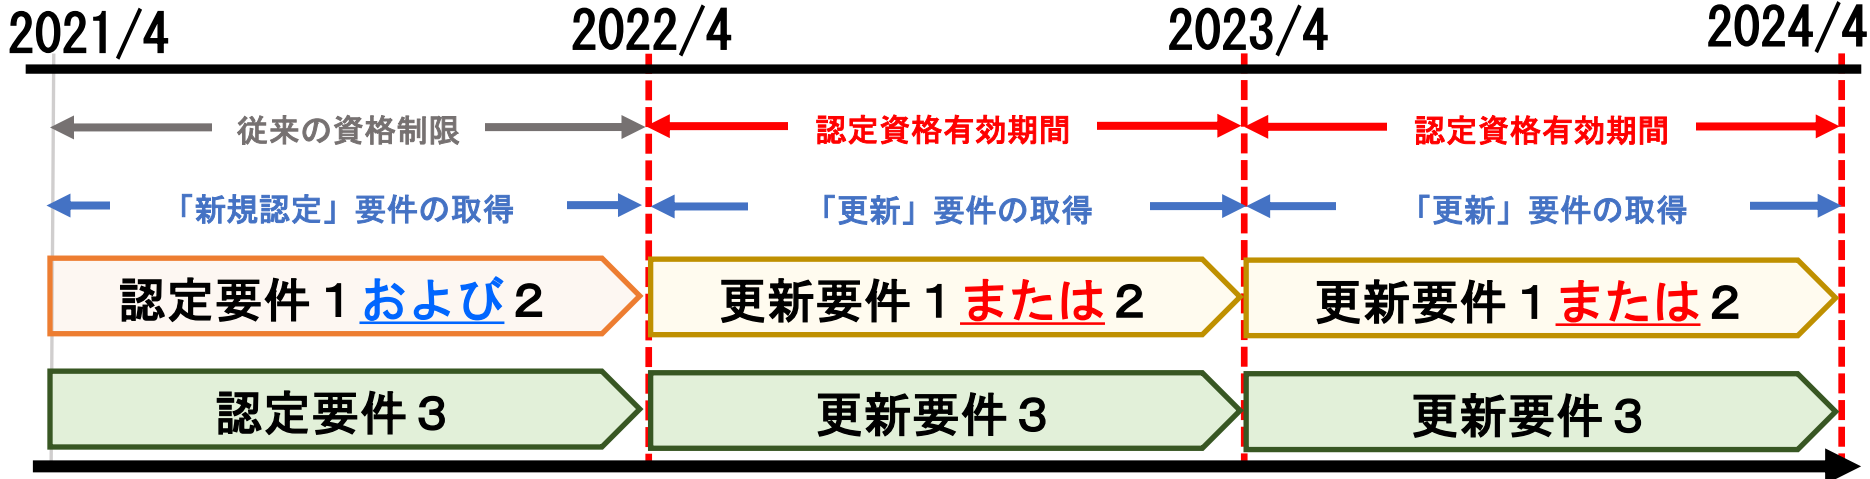 2021/4 2022/4 2023/4 2024/4
従来の資格制限 認定資格有効期間 認定資格有効期間
「新規認定」要件の取得 「更新」要件の取得 「更新」要件の取得
認定要件１および２ 更新要件１または２ 更新要件１または２
認定要件３ 更新要件３ 更新要件３